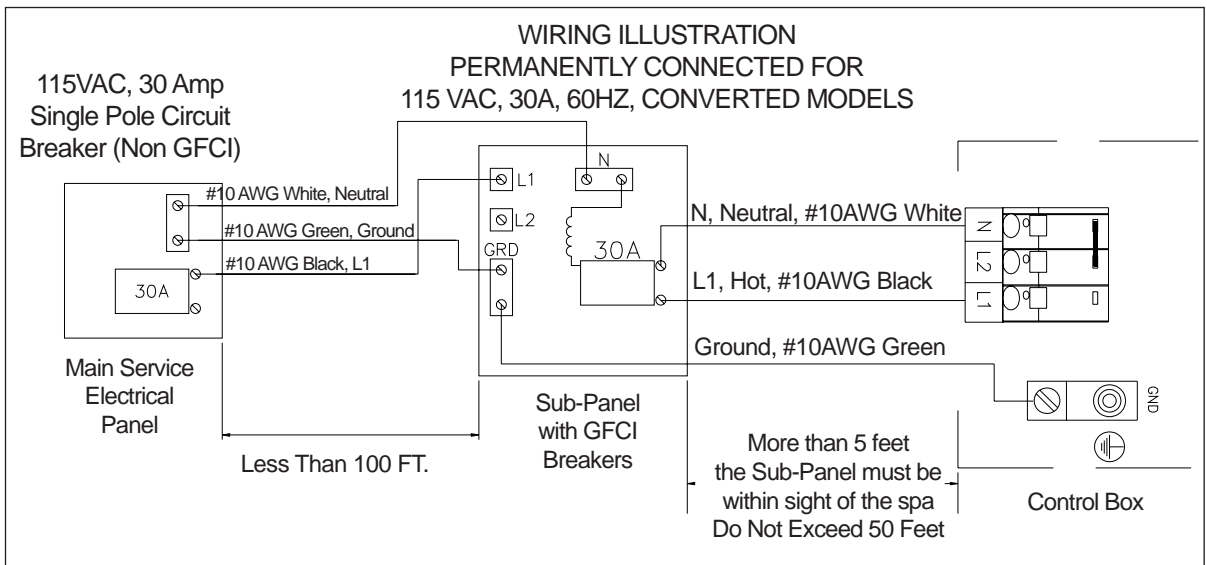 WIRING ILLUSTRATION
PERMANENTLY CONNECTED FOR
115 VAC, 30A, 60HZ, CONVERTED MODELS
115VAC, 30 Amp
Single Pole Circuit
Breaker (Non GFCI)
#10 AWG White, Neutral
#10 AWG Green, Ground
#10 AWG Black, L1
30A
Main Service
Electrical
Panel
Less Than 100 FT.
L1
N
L2
GRD
30A
Sub-Panel
with GFCI
Breakers
N, Neutral, #10AWG White
L1, Hot, #10AWG Black
Ground, #10AWG Green
More than 5 feet
the Sub-Panel must be
within sight of the spa
Do Not Exceed 50 Feet
N
L2
L1
GND
Control Box